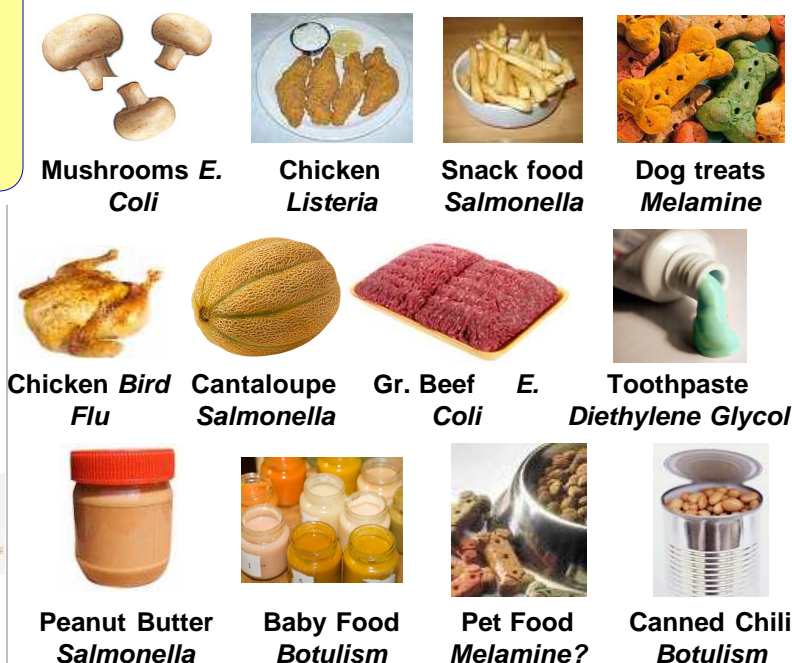 Mushrooms E.
Coli
Chicken
Listeria
Snack food
Salmonella
Dog treats
Melamine
Chicken Bird
Flu
Cantaloupe
Salmonella
Gr. Beef E.
Coli
Toothpaste
Diethylene Glycol
Peanut Butter
Salmonella
Baby Food
Botulism
Pet Food
Melamine?
Canned Chili
Botulism